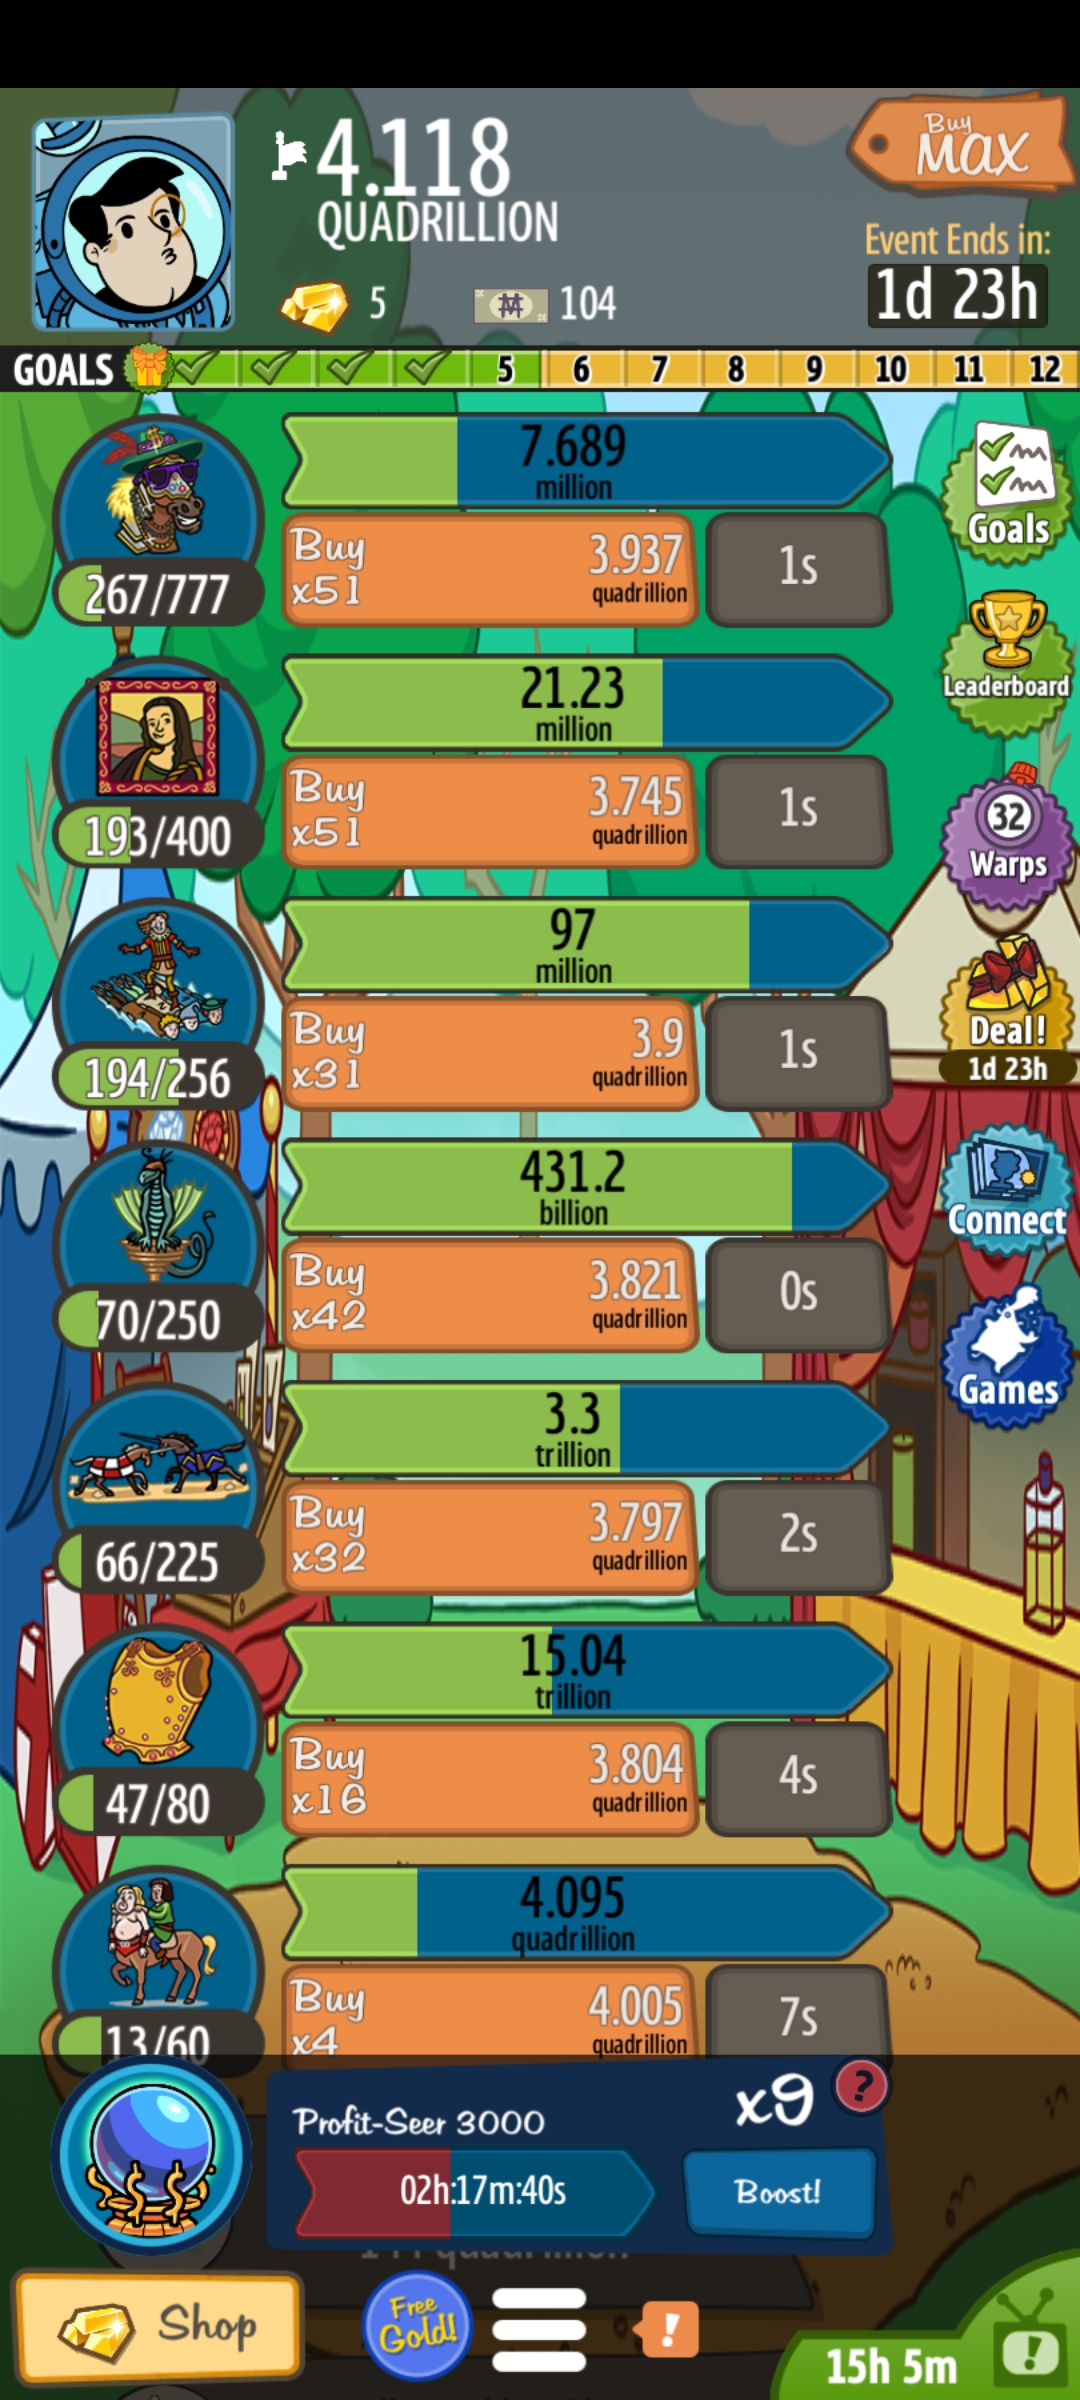 4.118
QUADRILLION
Buy
MAX
5
104
Event Ends in:
1d 23h
GOALS
5 6 7 8 9 10 11 12
7.689
million
267/777
Buy
x51
3.937
quadrillion
1s
Goals
21.23
million
193/400
Buy
x51
3.745
quadrillion
1s
Leaderboard
97
million
194/256
Buy
x31
3.9
quadrillion
1s
32
Warps
Deal!
1d 23h
431.2
billion
70/250
Buy
x42
3.821
quadrillion
0s
Connect
Games
3.3
trillion
66/225
Buy
x32
3.797
quadrillion
2s
15.04
trillion
47/80
Buy
x16
3.804
quadrillion
4s
4.095
quadrillion
13/60
Buy
x4
4.005
quadrillion
7s
Profit-Seer 3000
x9
?
02h:17m:40s
Boost!
Shop
Free
Gold!
!
15h 5m
!